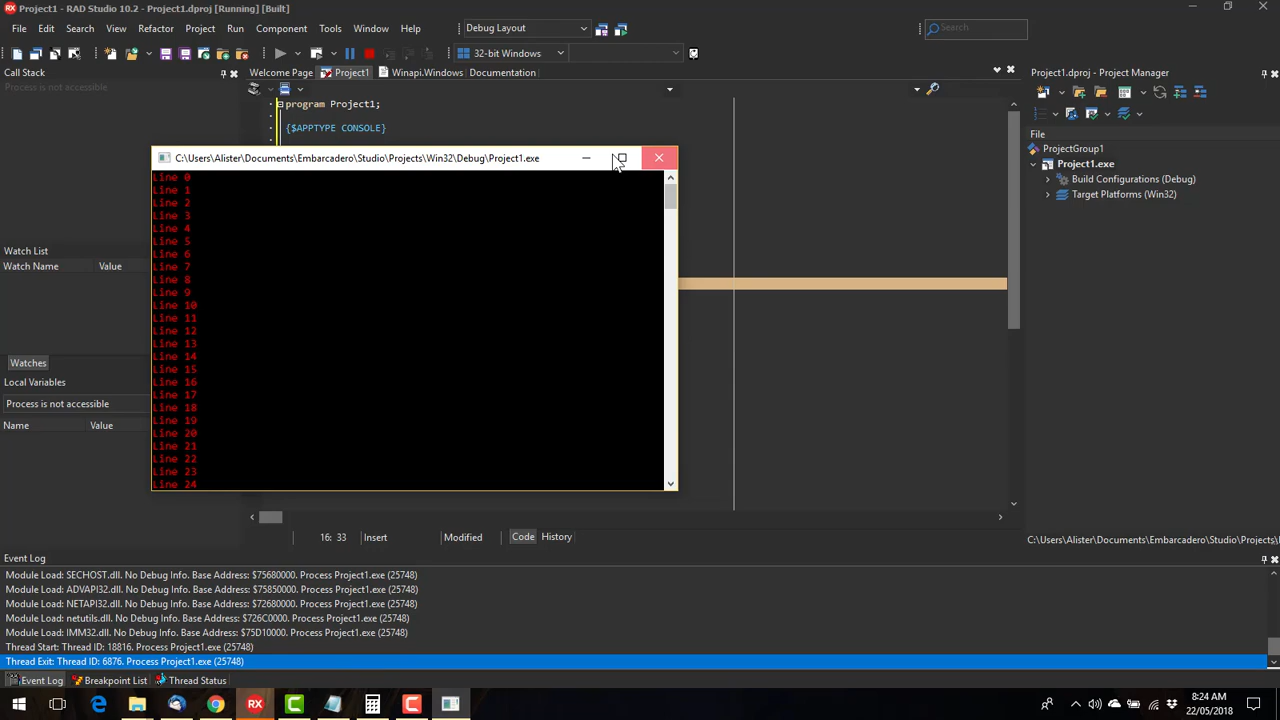 Project1 - RAD Studio 10.2 - Project1.dproj [Running] [Built]
File Edit Search View Refactor Project Run Component Tools Window Help
Debug Layout
Search
32-bit Windows
Call Stack
Process is not accessible
Welcome Page Project1 Winapi.Windows Documentation
program Project1;
{$APPTYPE CONSOLE}
C:\Users\Alister\Documents\Embarcadero\Studio\Projects\Win32\Debug\Project1.exe
Line 0
Line 1
Line 2
Line 3
Line 4
Line 5
Line 6
Line 7
Line 8
Line 9
Line 10
Line 11
Line 12
Line 13
Line 14
Line 15
Line 16
Line 17
Line 18
Line 19
Line 20
Line 21
Line 22
Line 23
Line 24
Watch List
Watch Name Value
Watches
Local Variables
Process is not accessible
Name Value
16: 33 Insert Modified Code History
Project1.dproj - Project Manager
File
ProjectGroup1
Project1.exe
Build Configurations (Debug)
Target Platforms (Win32)
C:\Users\Alister\Documents\Embarcadero\Studio\Projects\
Event Log
Module Load: SECHOST.dll. No Debug Info. Base Address: $75680000. Process Project1.exe (25748)
Module Load: ADVAPI32.dll. No Debug Info. Base Address: $75850000. Process Project1.exe (25748)
Module Load: NETAPI32.dll. No Debug Info. Base Address: $72680000. Process Project1.exe (25748)
Module Load: netutils.dll. No Debug Info. Base Address: $726C0000. Process Project1.exe (25748)
Module Load: IMM32.dll. No Debug Info. Base Address: $75D10000. Process Project1.exe (25748)
Thread Start: Thread ID: 18816. Process Project1.exe (25748)
Thread Exit: Thread ID: 6876. Process Project1.exe (25748)
Event Log Breakpoint List Thread Status
8:24 AM
22/05/2018